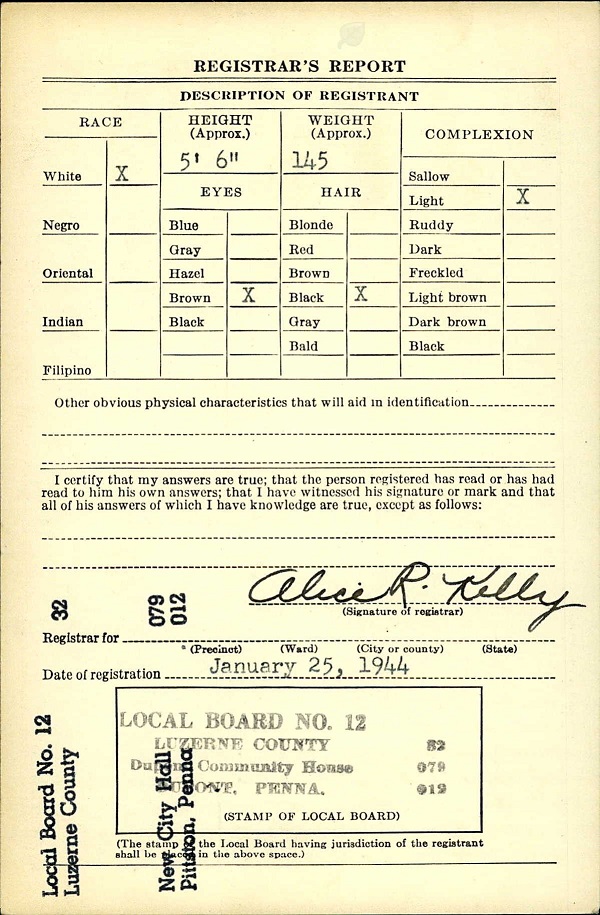 REGISTRAR'S REPORT
DESCRIPTION OF REGISTRANT
RACE
HEIGHT
(Approx.)
WEIGHT
(Approx.)
COMPLEXION
5' 6"
145
White X
EYES
HAIR
Sallow
Light X
Negro
Blue
Blonde
Ruddy
Gray
Red
Dark
Oriental
Hazel
Brown
Freckled
Brown X
Black X
Light brown
Indian
Black
Gray
Dark brown
Bald
Black
Filipino
Other obvious physical characteristics that will aid in identification
I certify that my answers are true; that the person registered has read or has had
read to him his own answers; that I have witnessed his signature or mark and that
all of his answers of which I have knowledge are true, except as follows:
Alice R. Kelly
(Signature of registrar)
32
079
012
Registrar for
* (Precinct) (Ward) (City or county) (State)
Date of registration January 25, 1944
LOCAL BOARD NO. 12
LUZERNE COUNTY 32
Dupont Community House 079
DUPONT, PENNA. 012
(STAMP OF LOCAL BOARD)
Local Board No. 12
Luzerne County
New City Hall
Pittston, Penna
(The stamp of the Local Board having jurisdiction of the registrant
shall be placed in the above space.)